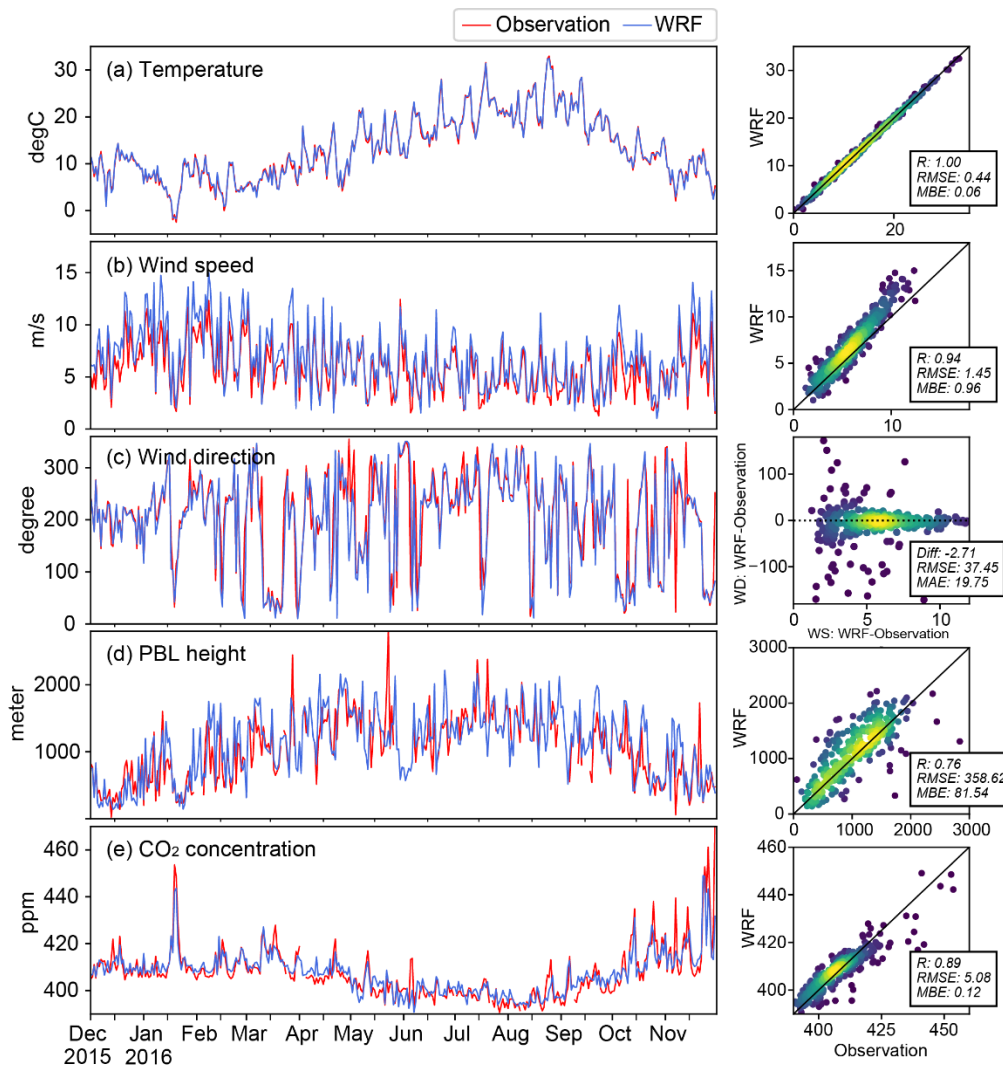 Observation WRF
(a) Temperature
degC
30
20
10
0
WRF
30
20
10
0
0 20
R: 1.00
RMSE: 0.44
MBE: 0.06
(b) Wind speed
m/s
15
10
5
0
WRF
15
10
5
0
0 10
R: 0.94
RMSE: 1.45
MBE: 0.96
(c) Wind direction
degree
300
200
100
0
WD: WRF-Observation
100
0
−100
0 5 10
WS: WRF-Observation
Diff: -2.71
RMSE: 37.45
MAE: 19.75
(d) PBL height
meter
2000
1000
WRF
3000
2000
1000
0
0 1000 2000 3000
R: 0.76
RMSE: 358.62
MBE: 81.54
(e) CO₂ concentration
ppm
460
440
420
400
WRF
460
440
420
400
400 425 450
Observation
R: 0.89
RMSE: 5.08
MBE: 0.12
Dec Jan Feb Mar Apr May Jun Jul Aug Sep Oct Nov
2015 2016